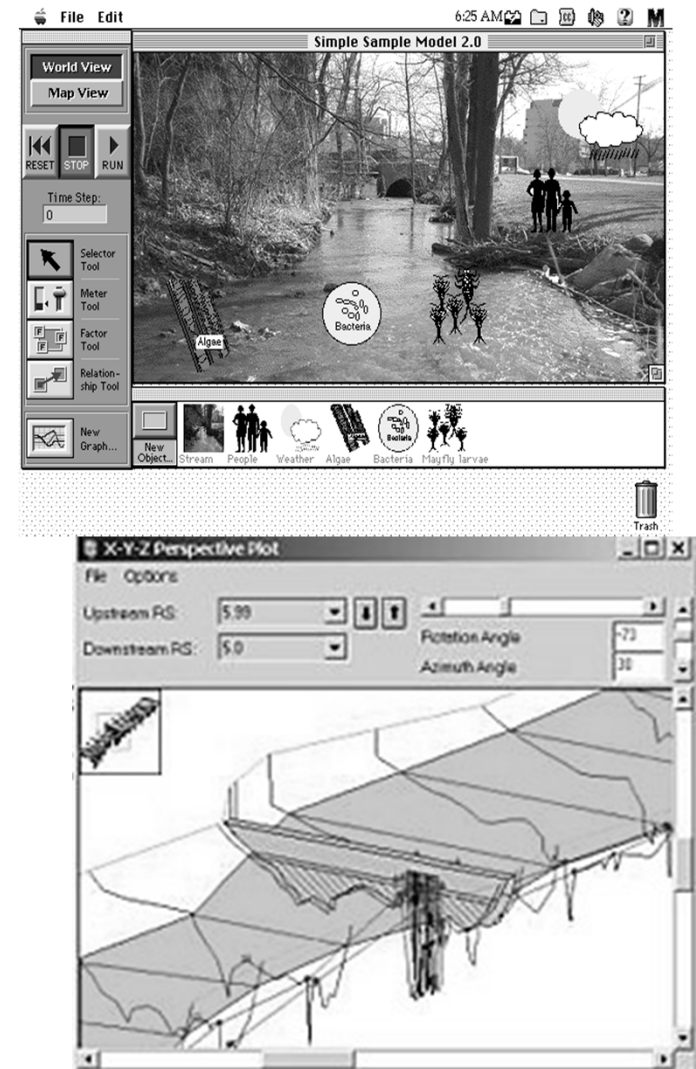 File Edit 6:25 AM
Simple Sample Model 2.0
World View
Map View
RESET STOP RUN
Time Step:
0
Selector
Tool
Meter
Tool
Factor
Tool
Relation-
ship Tool
New
Graph...
Algae
Bacteria
New
Object...
Stream People Weather Algae Bacteria Mayfly larvae
Bacteria
Trash
X-Y-Z Perspective Plot
File Options
Upstream RS: 5.99
Downstream RS: 5.0
Rotation Angle -73
Azimuth Angle 30